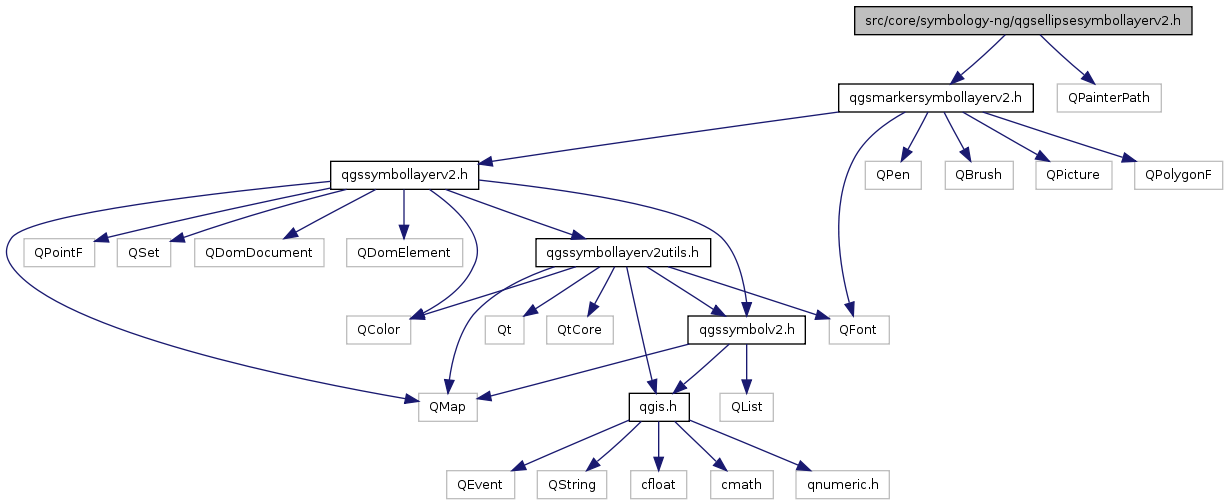 src/core/symbology-ng/qgsellipsesymbollayerv2.h
qgsmarkersymbollayerv2.h
QPainterPath
qgssymbollayerv2.h
QPen
QBrush
QPicture
QPolygonF
QPointF
QSet
QDomDocument
QDomElement
qgssymbollayerv2utils.h
QColor
Qt
QtCore
qgssymbolv2.h
QFont
QMap
qgis.h
QList
QEvent
QString
cfloat
cmath
qnumeric.h